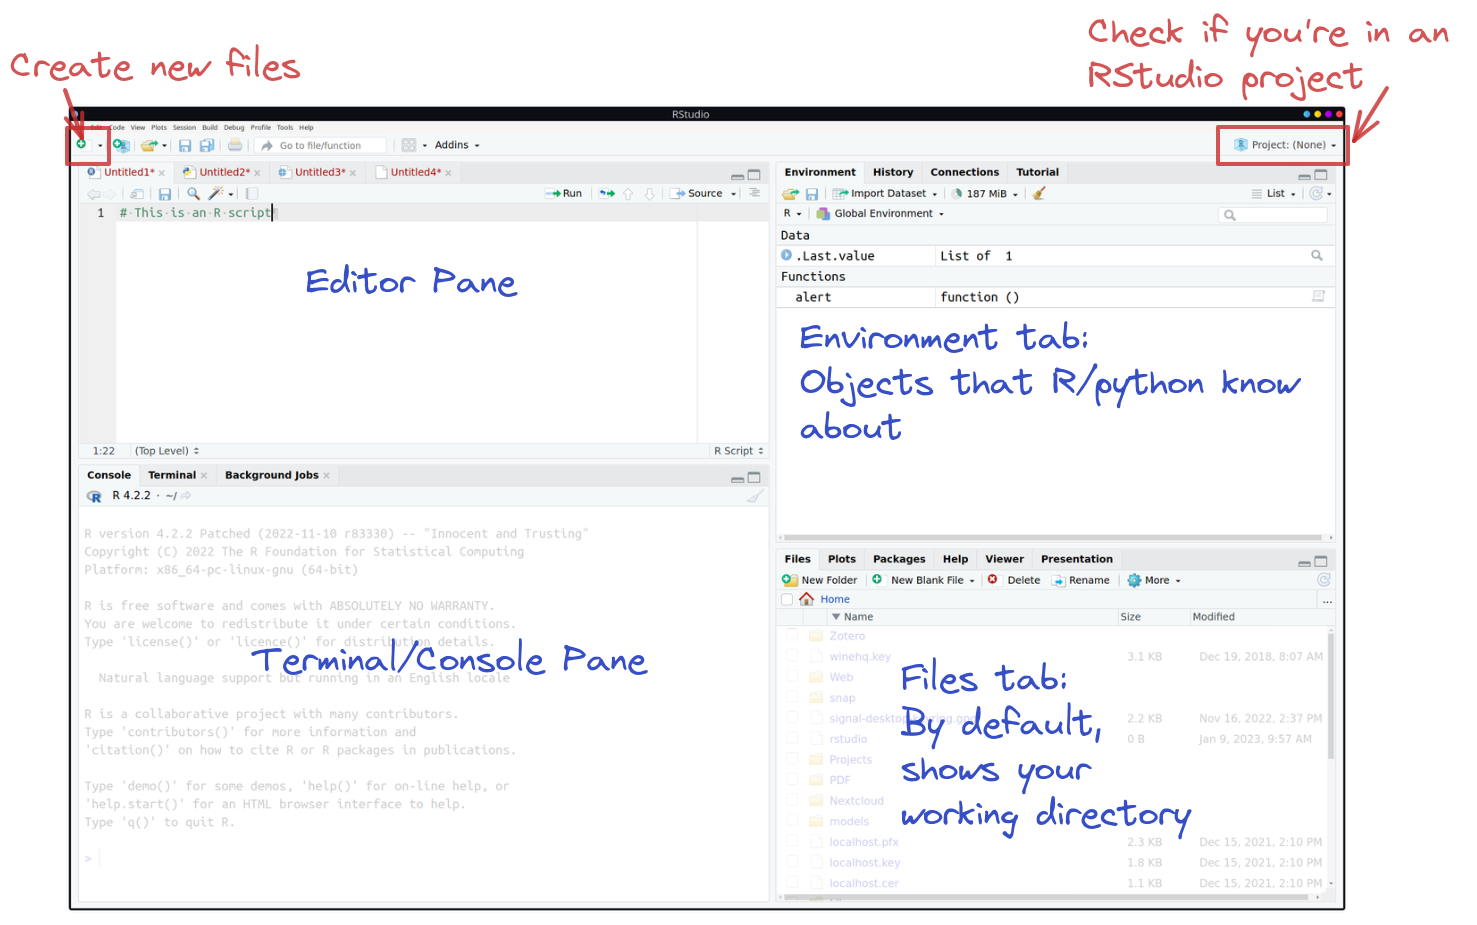 Create new files
Check if you're in an
RStudio project
RStudio
Edit Code View Plots Session Build Debug Profile Tools Help
Go to file/function Addins Project: (None)
Untitled1* Untitled2* Untitled3* Untitled4*
Run Source
1 # This is an R script
Editor Pane
1:22 (Top Level) R Script
Environment History Connections Tutorial
Import Dataset 187 MiB List
R Global Environment
Data
.Last.value List of 1
Functions
alert function ()
Environment tab:
Objects that R/python know
about
Console Terminal Background Jobs
R 4.2.2 · ~/
R version 4.2.2 Patched (2022-11-10 r83330) -- "Innocent and Trusting"
Copyright (C) 2022 The R Foundation for Statistical Computing
Platform: x86_64-pc-linux-gnu (64-bit)
R is free software and comes with ABSOLUTELY NO WARRANTY.
You are welcome to redistribute it under certain conditions.
Type 'license()' or 'licence()' for distribution details.
Natural language support but running in an English locale
R is a collaborative project with many contributors.
Type 'contributors()' for more information and
'citation()' on how to cite R or R packages in publications.
Type 'demo()' for some demos, 'help()' for on-line help, or
'help.start()' for an HTML browser interface to help.
Type 'q()' to quit R.
>
Terminal/Console Pane
Files Plots Packages Help Viewer Presentation
New Folder New Blank File Delete Rename More
Home ...
Name Size Modified
Zotero
winehq.key 3.1 KB Dec 19, 2018, 8:07 AM
Web
snap
signal-desktop-keyring.gpg 2.2 KB Nov 16, 2022, 2:37 PM
rstudio 0 B Jan 9, 2023, 9:57 AM
Projects
PDF
Nextcloud
models
localhost.pfx 2.3 KB Dec 15, 2021, 2:10 PM
localhost.key 1.8 KB Dec 15, 2021, 2:10 PM
localhost.cer 1.1 KB Dec 15, 2021, 2:10 PM
Files tab:
By default,
shows your
working directory